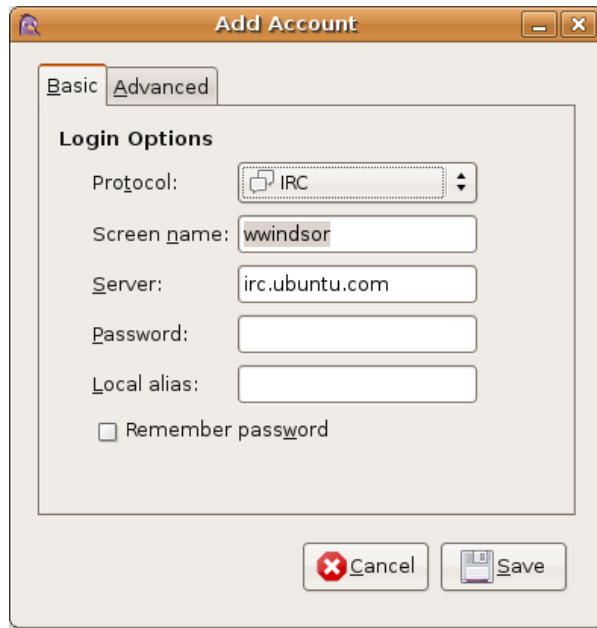 Add Account
Basic Advanced
Login Options
Protocol: IRC
Screen name: wwindsor
Server: irc.ubuntu.com
Password:
Local alias:
Remember password
Cancel Save